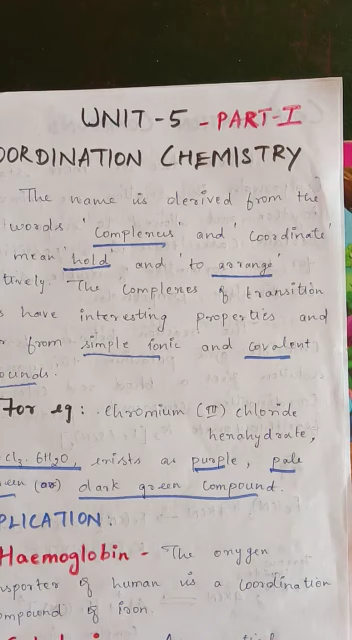 UNIT-5 - PART-I
OORDINATION CHEMISTRY
The name is derived from the
words 'Complexus' and 'Coordinate'
mean 'hold' and 'to arrange'
tively. The complexes of transition
s have interesting properties and
r from simple ionic and covalent
ounds.
For eg: Chromium (III) chloride
hexahydrate,
Cl3.6H2O, exists as purple, pale
een (or) dark green compound.
PLICATION:
Haemoglobin - The oxygen
nsporter of human is a coordination
ompound of iron.